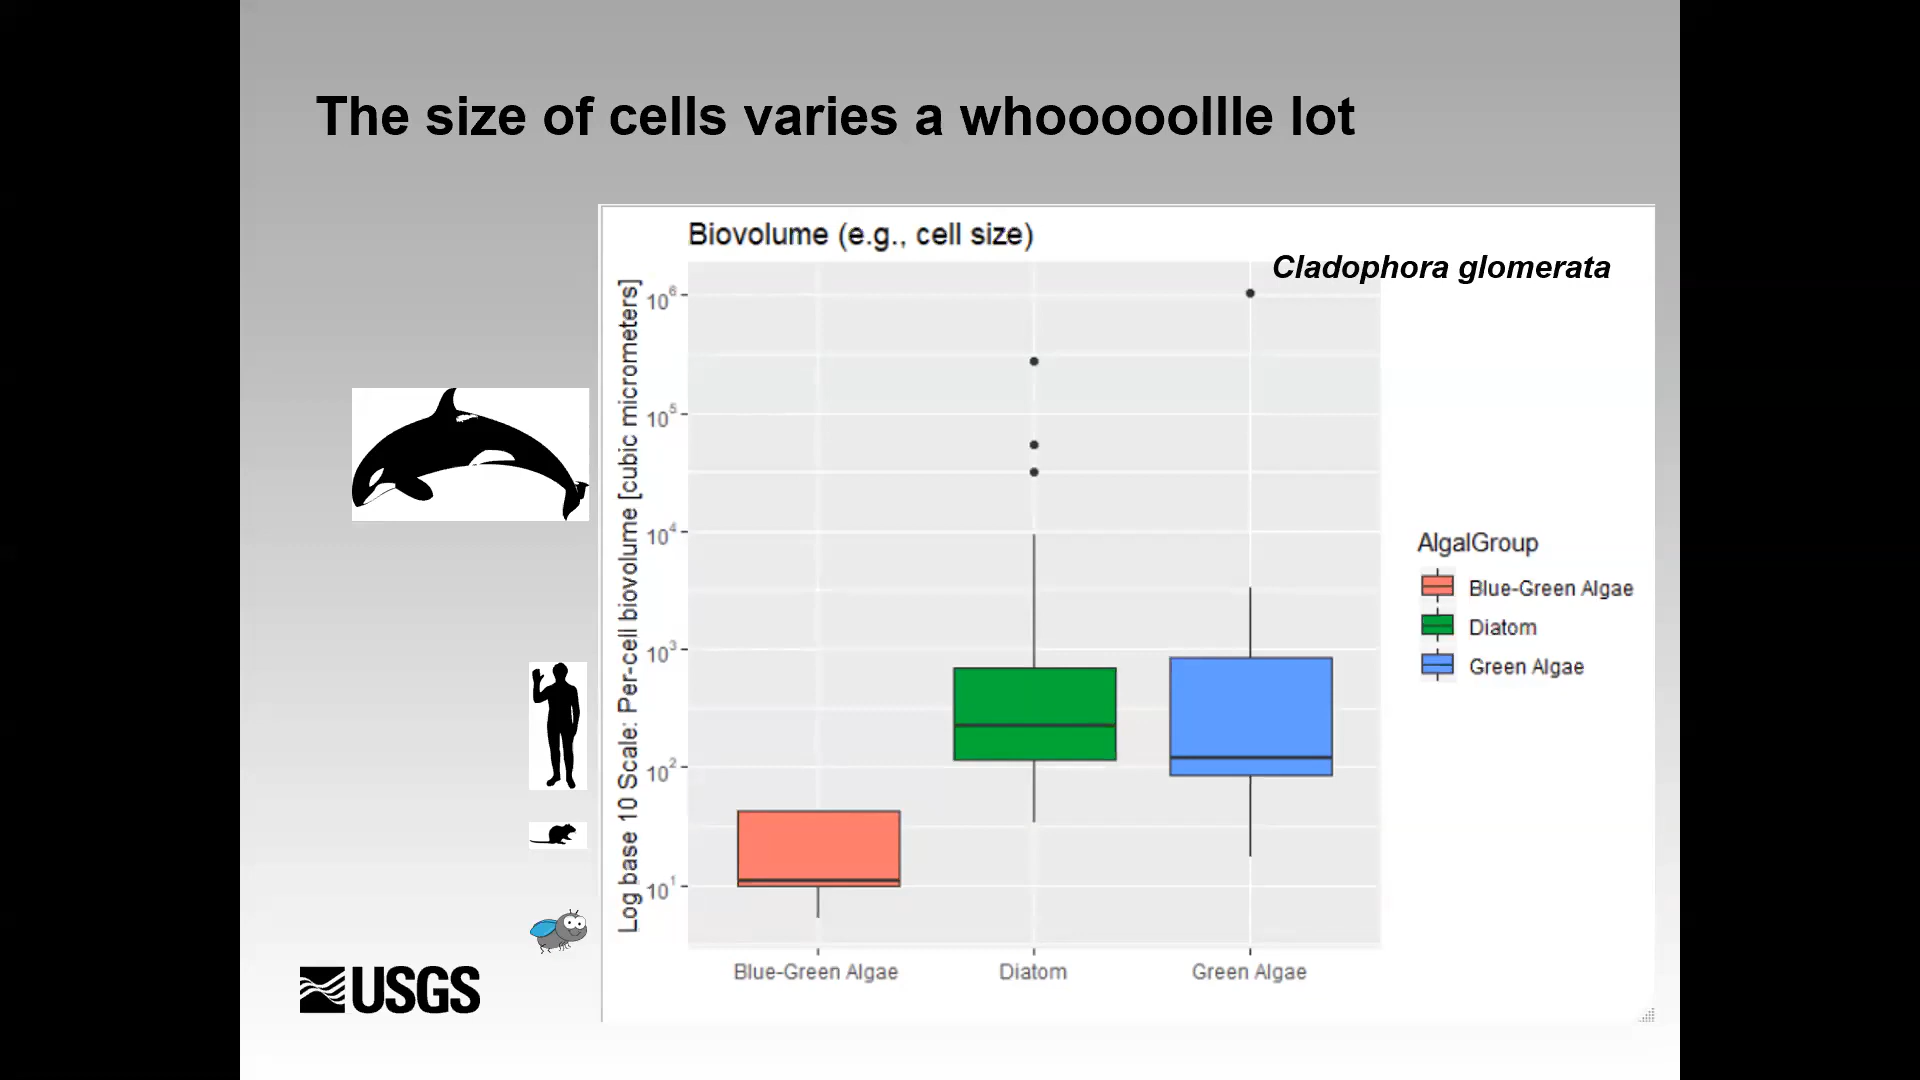 The size of cells varies a whooooollle lot
Biovolume (e.g., cell size)
Cladophora glomerata
Log base 10 Scale: Per-cell biovolume [cubic micrometers]
10⁶
10⁵
10⁴
10³
10²
10¹
Blue-Green Algae
Diatom
Green Algae
AlgalGroup
Blue-Green Algae
Diatom
Green Algae
USGS